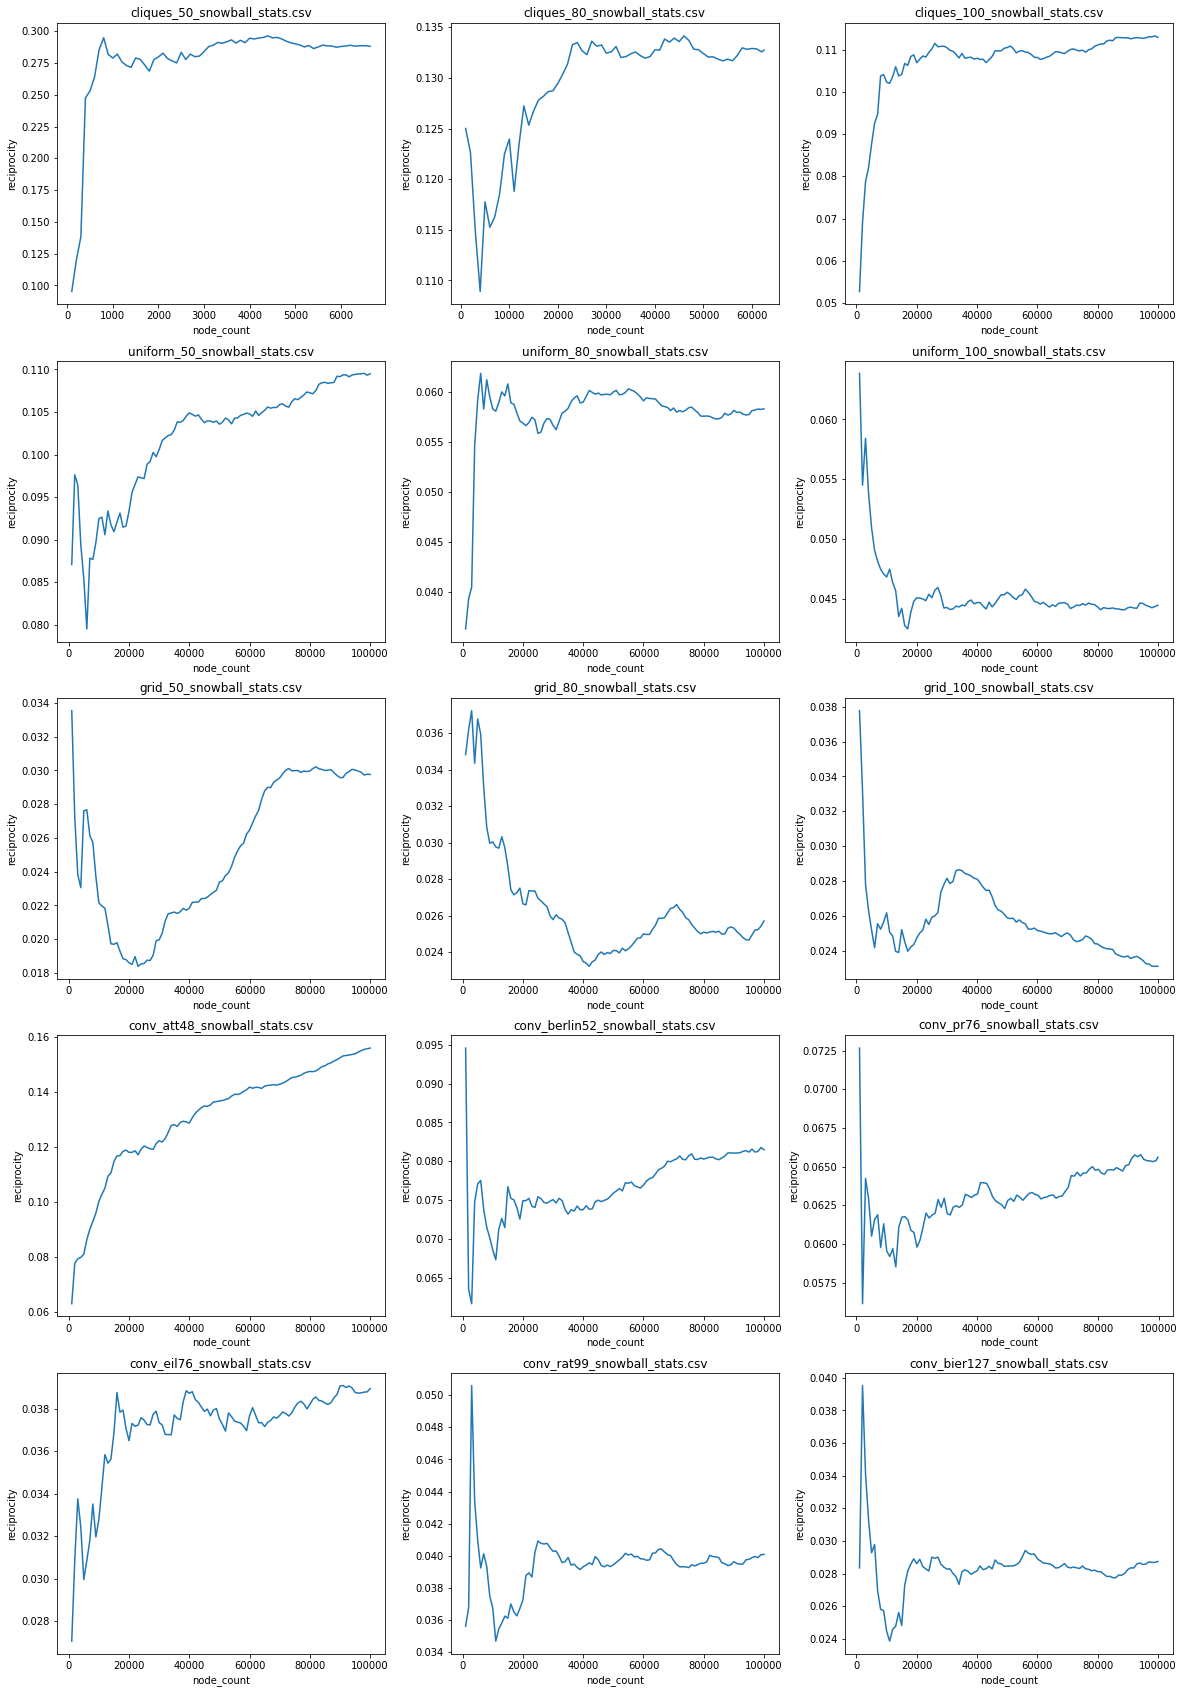 cliques_50_snowball_stats.csv
0.300
0.275
0.250
0.225
0.200
0.175
0.150
0.125
0.100
reciprocity
0 1000 2000 3000 4000 5000 6000
node_count
cliques_80_snowball_stats.csv
0.135
0.130
0.125
0.120
0.115
0.110
reciprocity
0 10000 20000 30000 40000 50000 60000
node_count
cliques_100_snowball_stats.csv
0.11
0.10
0.09
0.08
0.07
0.06
0.05
reciprocity
0 20000 40000 60000 80000 100000
node_count
uniform_50_snowball_stats.csv
0.110
0.105
0.100
0.095
0.090
0.085
0.080
reciprocity
0 20000 40000 60000 80000 100000
node_count
uniform_80_snowball_stats.csv
0.060
0.055
0.050
0.045
0.040
reciprocity
0 20000 40000 60000 80000 100000
node_count
uniform_100_snowball_stats.csv
0.060
0.055
0.050
0.045
reciprocity
0 20000 40000 60000 80000 100000
node_count
grid_50_snowball_stats.csv
0.034
0.032
0.030
0.028
0.026
0.024
0.022
0.020
0.018
reciprocity
0 20000 40000 60000 80000 100000
node_count
grid_80_snowball_stats.csv
0.036
0.034
0.032
0.030
0.028
0.026
0.024
reciprocity
0 20000 40000 60000 80000 100000
node_count
grid_100_snowball_stats.csv
0.038
0.036
0.034
0.032
0.030
0.028
0.026
0.024
reciprocity
0 20000 40000 60000 80000 100000
node_count
conv_att48_snowball_stats.csv
0.16
0.14
0.12
0.10
0.08
0.06
reciprocity
0 20000 40000 60000 80000 100000
node_count
conv_berlin52_snowball_stats.csv
0.095
0.090
0.085
0.080
0.075
0.070
0.065
reciprocity
0 20000 40000 60000 80000 100000
node_count
conv_pr76_snowball_stats.csv
0.0725
0.0700
0.0675
0.0650
0.0625
0.0600
0.0575
reciprocity
0 20000 40000 60000 80000 100000
node_count
conv_eil76_snowball_stats.csv
0.038
0.036
0.034
0.032
0.030
0.028
reciprocity
0 20000 40000 60000 80000 100000
node_count
conv_rat99_snowball_stats.csv
0.050
0.048
0.046
0.044
0.042
0.040
0.038
0.036
0.034
reciprocity
0 20000 40000 60000 80000 100000
node_count
conv_bier127_snowball_stats.csv
0.040
0.038
0.036
0.034
0.032
0.030
0.028
0.026
0.024
reciprocity
0 20000 40000 60000 80000 100000
node_count